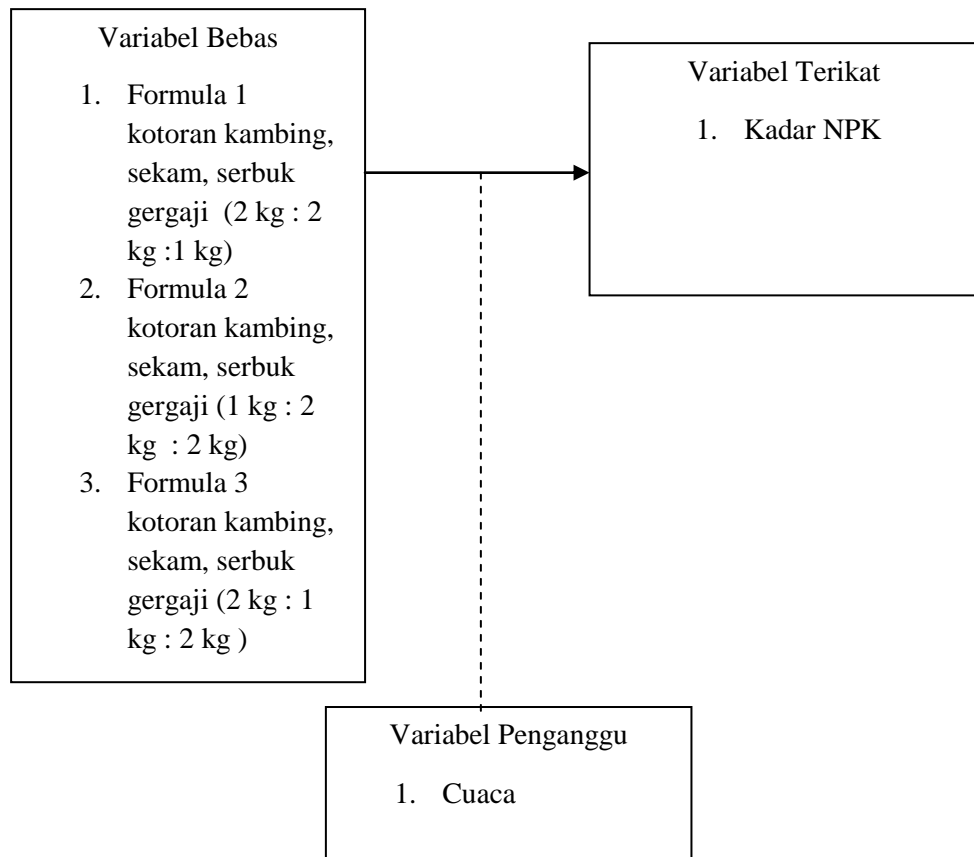 Variabel Bebas
1. Formula 1
kotoran kambing,
sekam, serbuk
gergaji (2 kg : 2
kg :1 kg)
2. Formula 2
kotoran kambing,
sekam, serbuk
gergaji (1 kg : 2
kg : 2 kg)
3. Formula 3
kotoran kambing,
sekam, serbuk
gergaji (2 kg : 1
kg : 2 kg )
Variabel Terikat
1. Kadar NPK
Variabel Penganggu
1. Cuaca